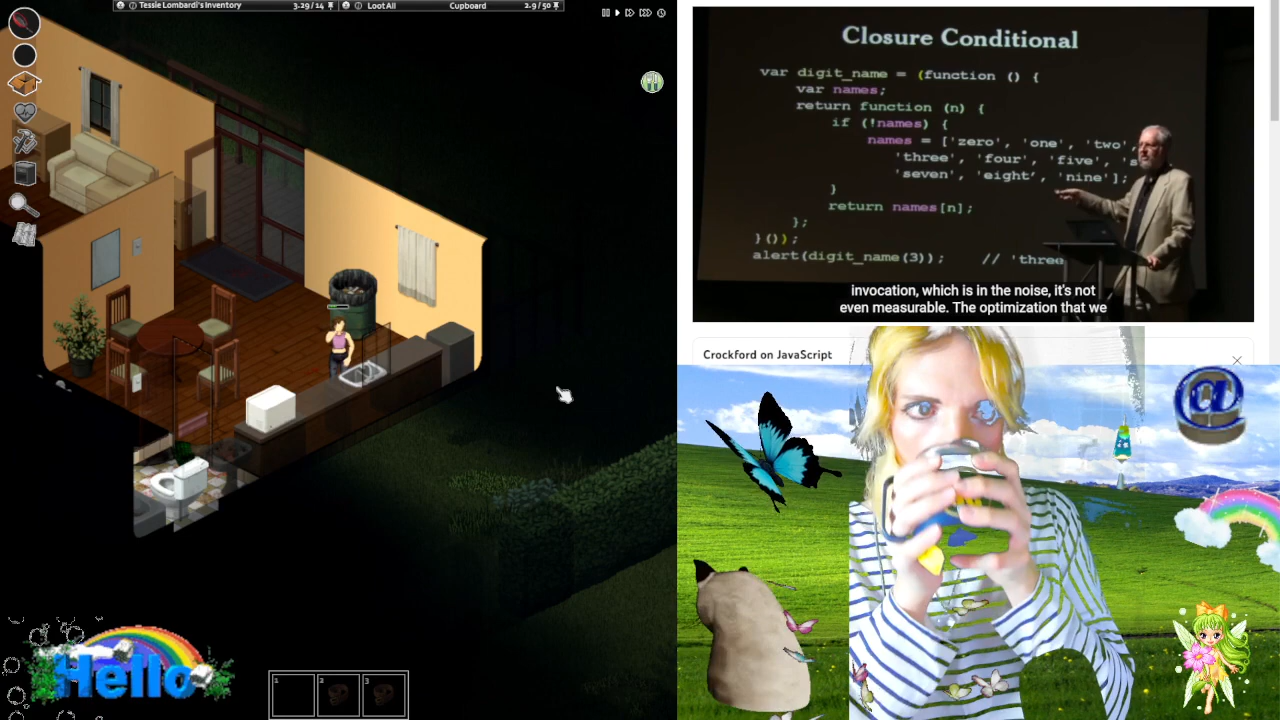 Tessie Lombardi's Inventory
3.29 / 14
Loot All
Cupboard
2.9 / 50
Closure Conditional
var digit_name = (function () {
var names;
return function (n) {
if (!names) {
names = ['zero', 'one', 'two',
'three', 'four', 'five', 's
'seven', 'eight', 'nine'];
}
return names[n];
};
}());
alert(digit_name(3)); // 'three
invocation, which is in the noise, it's not
even measurable. The optimization that we
Crockford on JavaScript
@
Hello
1
2
3